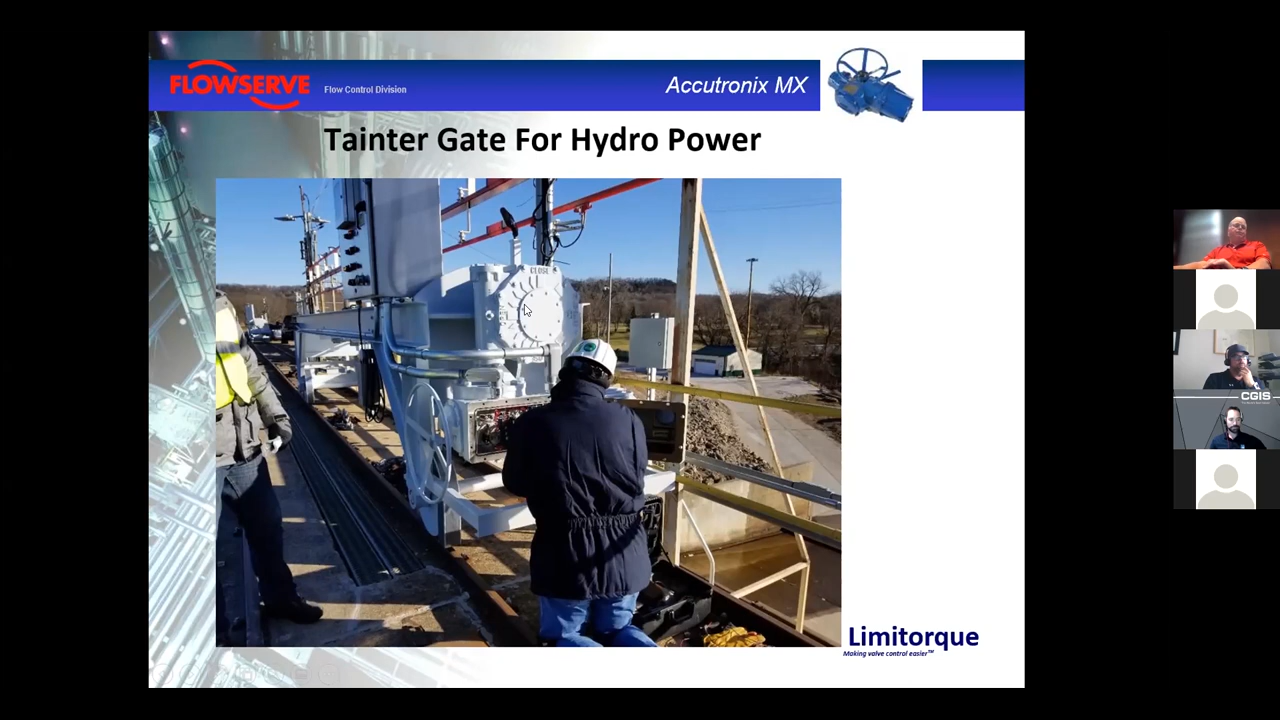 FLOWSERVE
Flow Control Division
Accutronix MX
Tainter Gate For Hydro Power
CLOSE
CGIS
Limitorque
Making valve control easier™